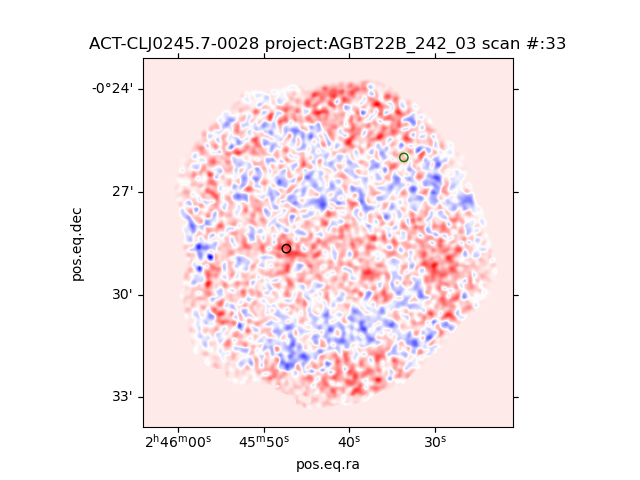 ACT-CLJ0245.7-0028 project:AGBT22B_242_03 scan #:33
-0°24'
27'
30'
33'
pos.eq.dec
2ʰ46ᵐ00ˢ 45ᵐ50ˢ 40ˢ 30ˢ
pos.eq.ra